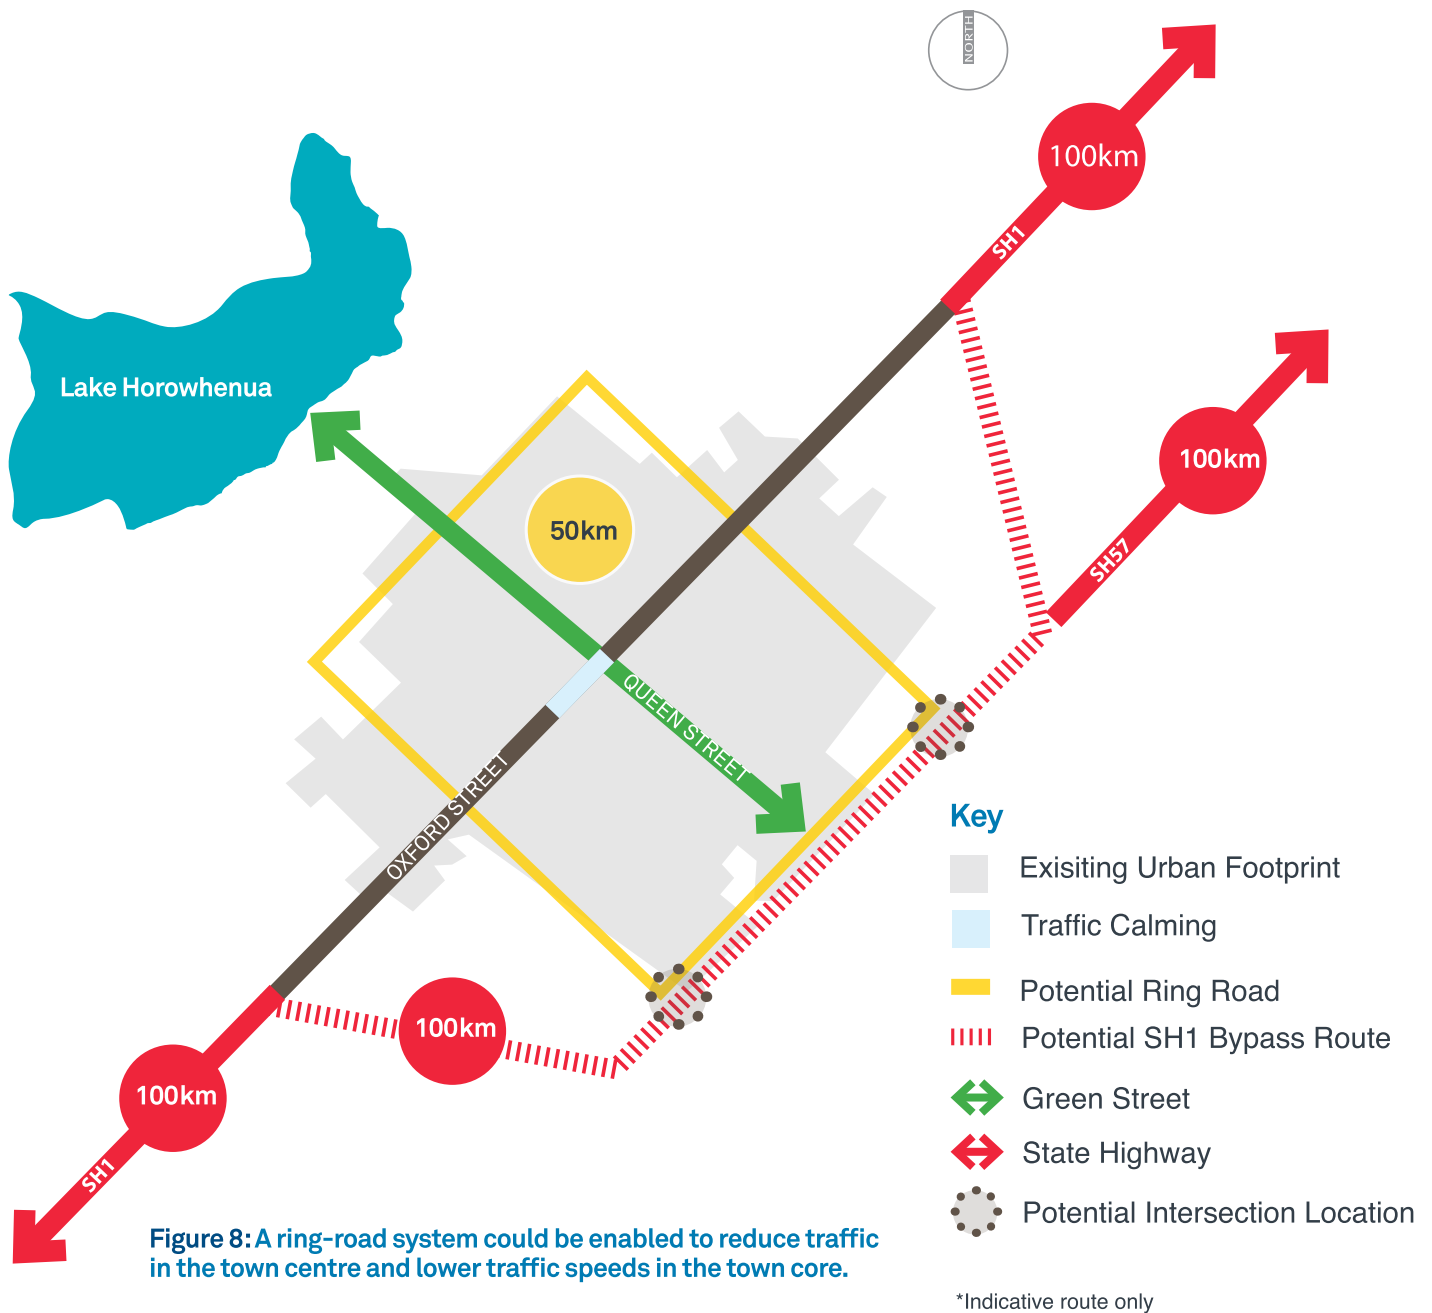 NORTH
100km
SH1
Lake Horowhenua
100km
50km
SH57
QUEEN STREET
OXFORD STREET
100km
100km
SH1
Key
Exisiting Urban Footprint
Traffic Calming
Potential Ring Road
Potential SH1 Bypass Route
Green Street
State Highway
Potential Intersection Location
Figure 8: A ring-road system could be enabled to reduce traffic
in the town centre and lower traffic speeds in the town core.
*Indicative route only